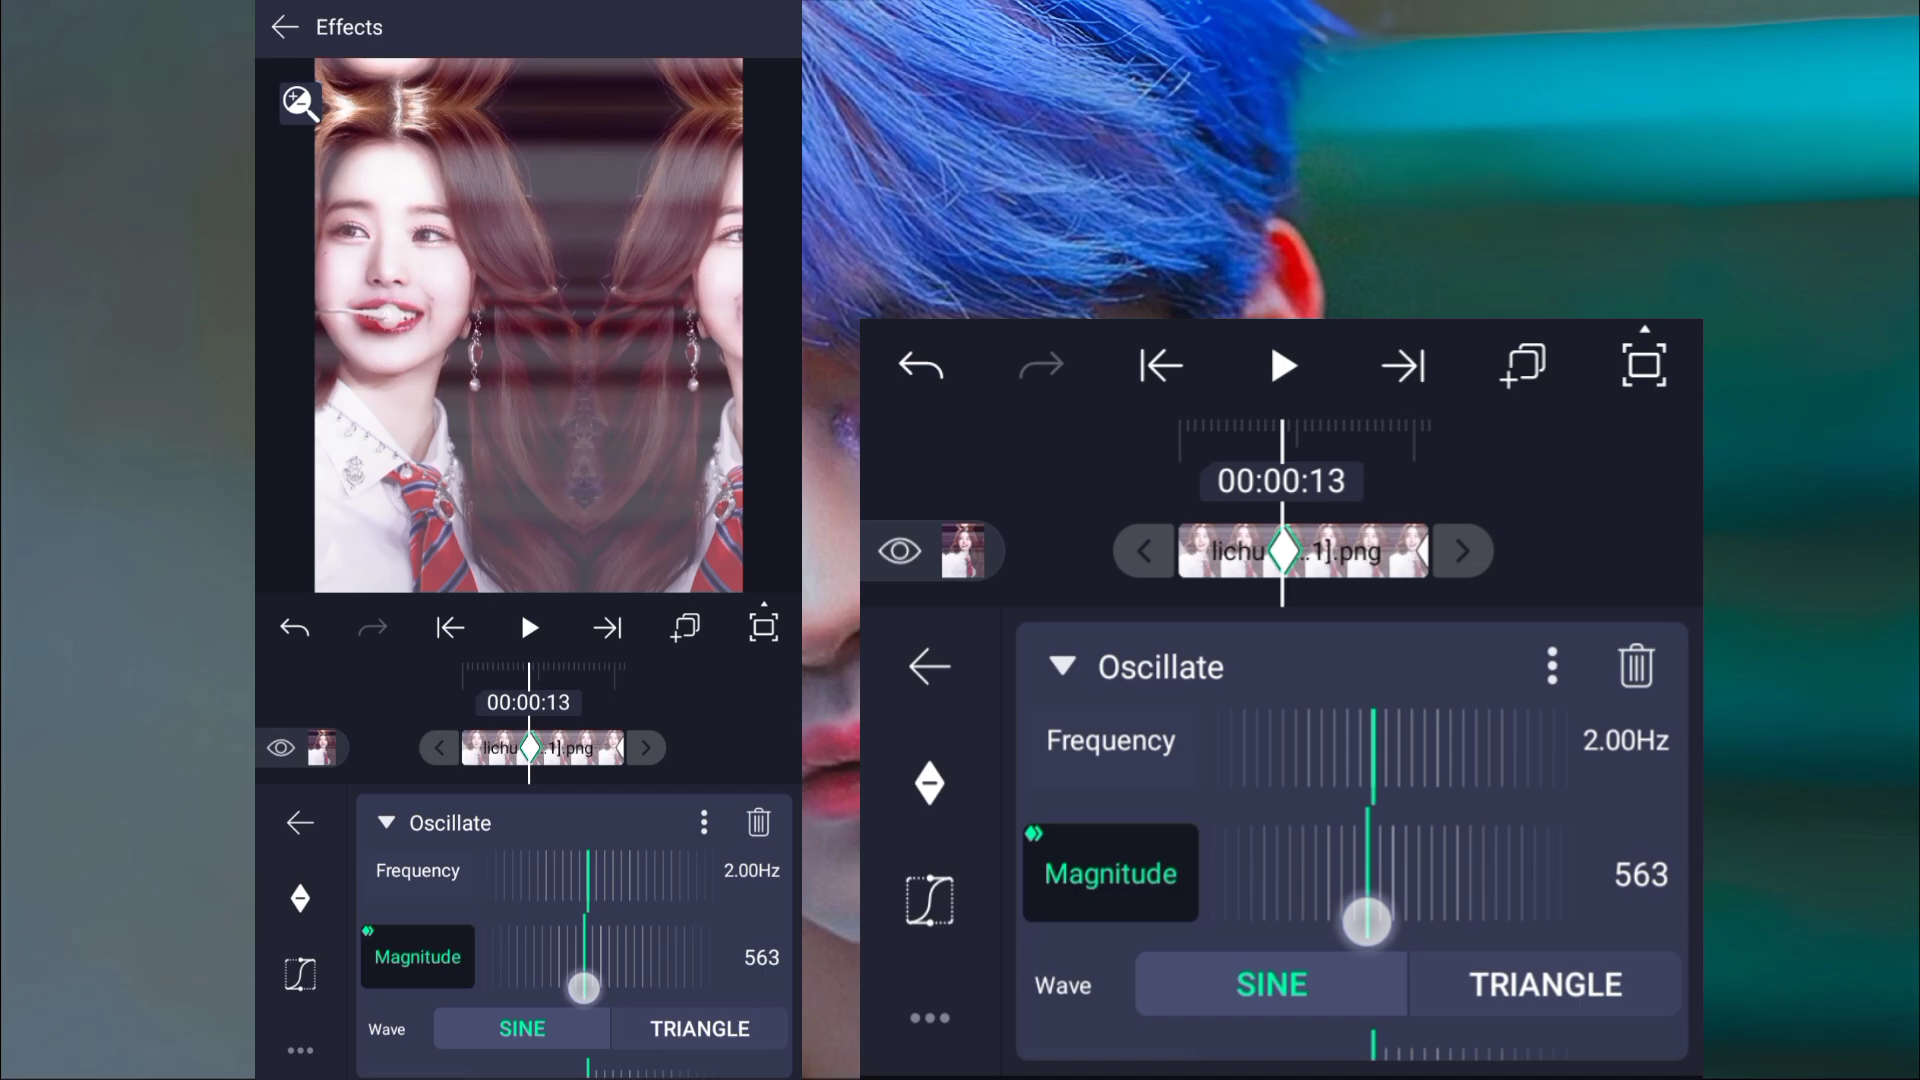 Effects
00:00:13
lichu ..1].png
Oscillate
Frequency 2.00Hz
Magnitude 563
Wave SINE TRIANGLE
00:00:13
lichu ..1].png
Oscillate
Frequency 2.00Hz
Magnitude 563
Wave SINE TRIANGLE